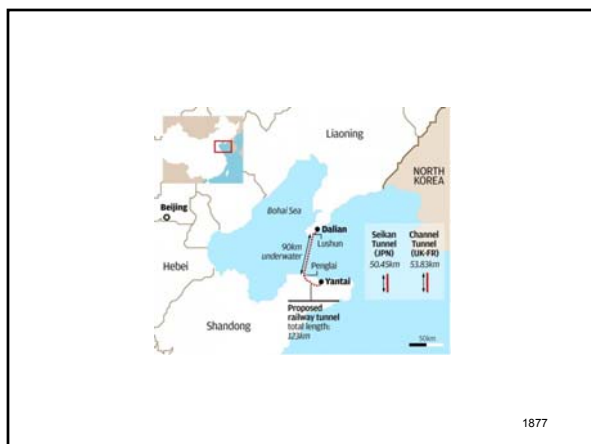 Liaoning
NORTH
KOREA
Beijing
Bohai Sea
Dalian
Lushun
90km
underwater
Penglai
Yantai
Hebei
Shandong
Seikan
Tunnel
(JPN)
50.45km
Channel
Tunnel
(UK-FR)
53.83km
Proposed
railway tunnel
total length:
123km
50km
1877